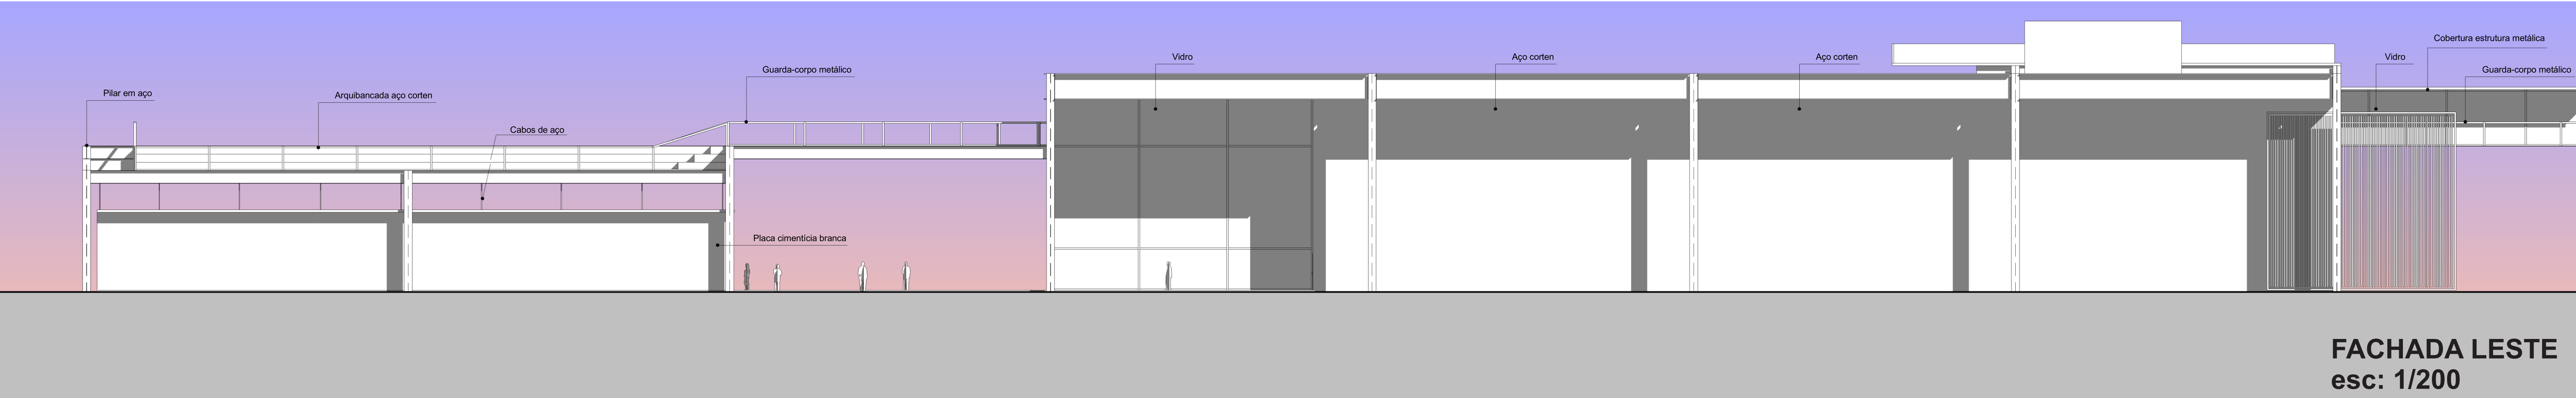 Pilar em aço
Arquibancada aço corten
Cabos de aço
Guarda-corpo metálico
Placa cimentícia branca
Vidro
Aço corten
Aço corten
Cobertura estrutura metálica
Vidro
Guarda-corpo metálico
FACHADA LESTE
esc: 1/200